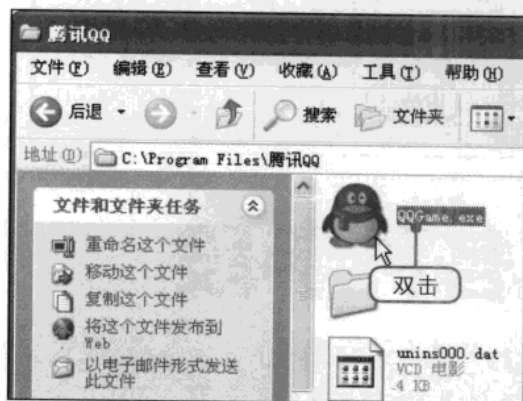 腾讯QQ
文件(F) 编辑(E) 查看(V) 收藏(A) 工具(T) 帮助(H)
后退 搜索 文件夹
地址(D) C:\Program Files\腾讯QQ
文件和文件夹任务
重命名这个文件
移动这个文件
复制这个文件
将这个文件发布到
Web
以电子邮件形式发送
此文件
QQGame.exe
双击
unins000.dat
VCD 电影
4 KB